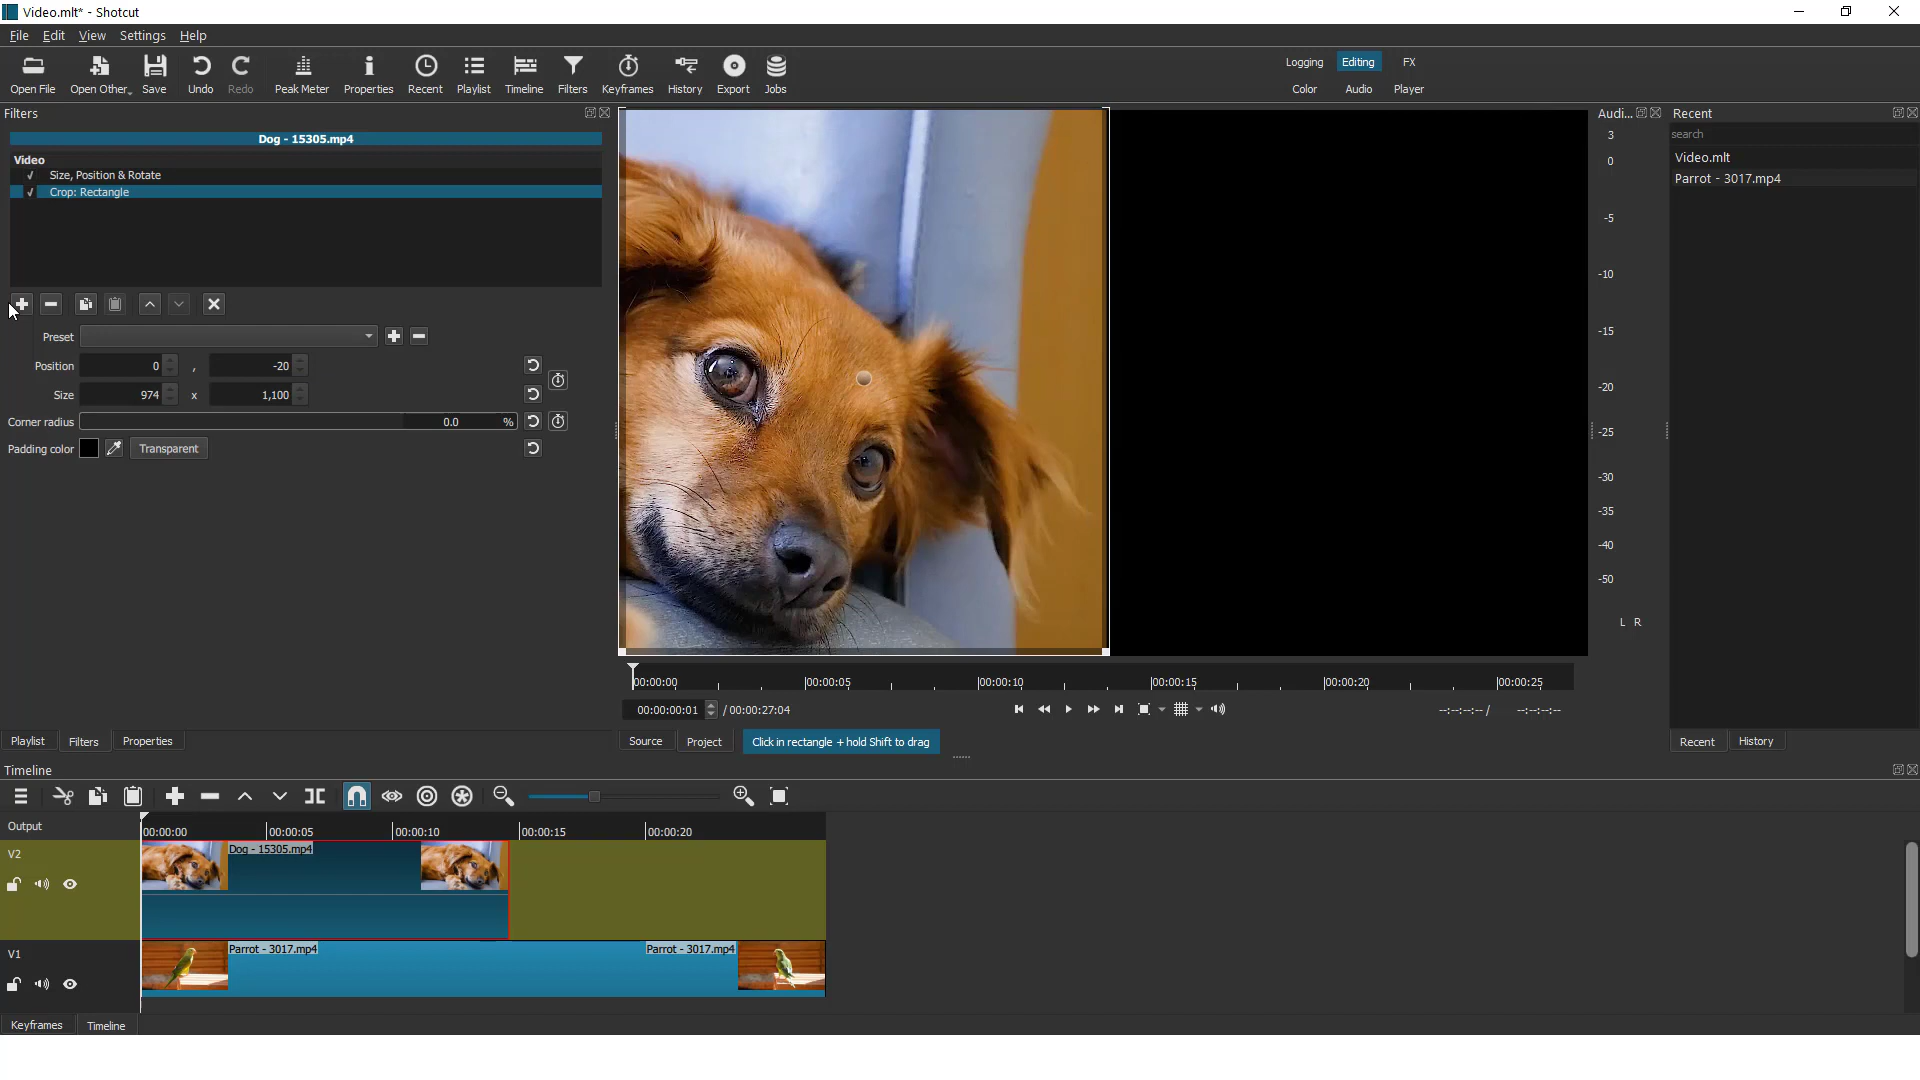 Video.mlt* - Shotcut
File Edit View Settings Help
Open File Open Other Save Undo Redo Peak Meter Properties Recent Playlist Timeline Filters Keyframes History Export Jobs
Logging Editing FX
Color Audio Player
Filters
Dog - 15305.mp4
Video
✓ Size, Position & Rotate
✓ Crop: Rectangle
Preset
Position 0 , -20
Size 974 x 1,100
Corner radius 0.0 %
Padding color Transparent
Playlist Filters Properties
00:00:00 00:00:05 00:00:10 00:00:15 00:00:20 00:00:25
00:00:00:01 / 00:00:27:04 --:--:--:-- / --:--:--:--
Source Project Click in rectangle + hold Shift to drag
Audi...
3
0
-5
-10
-15
-20
-25
-30
-35
-40
-50
L R
Recent
search
Video.mlt
Parrot - 3017.mp4
Recent History
Timeline
Output 00:00:00 00:00:05 00:00:10 00:00:15 00:00:20
V2 Dog - 15305.mp4
V1 Parrot - 3017.mp4 Parrot - 3017.mp4
Keyframes Timeline